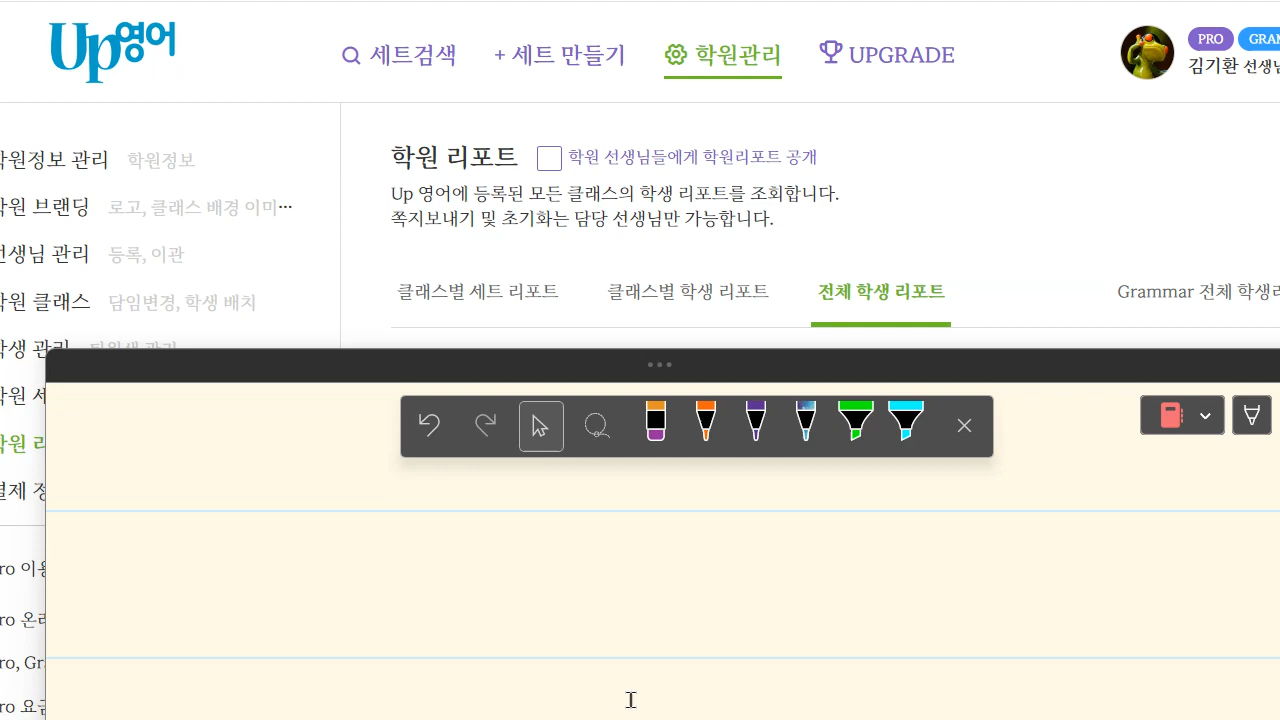 Up영어
세트검색
+ 세트 만들기
학원관리
UPGRADE
PRO
김기환 선생님
학원정보 관리 학원정보
학원 브랜딩 로고, 클래스 배경 이미…
선생님 관리 등록, 이관
학원 클래스 담임변경, 학생 배치
학생 관리
학원
학원
학원 리포트
학원 선생님들에게 학원리포트 공개
Up 영어에 등록된 모든 클래스의 학생 리포트를 조회합니다.
쪽지보내기 및 초기화는 담당 선생님만 가능합니다.
클래스별 세트 리포트
클래스별 학생 리포트
전체 학생 리포트
Grammar 전체 학생